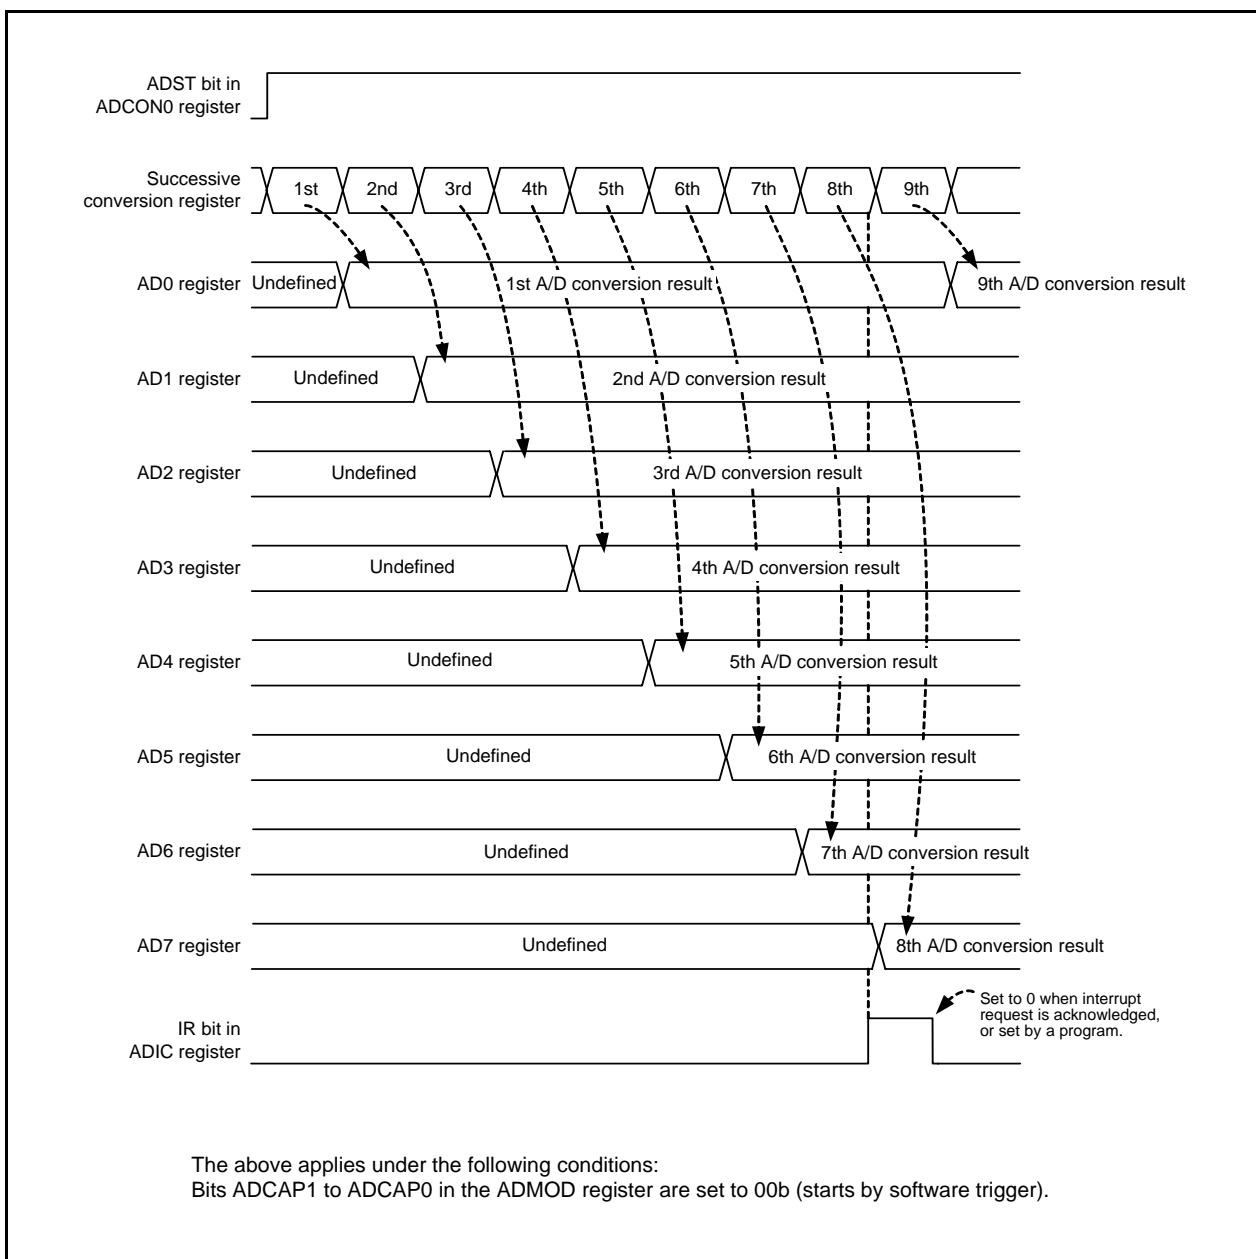 ADST bit in
ADCON0 register
Successive
conversion register
1st 2nd 3rd 4th 5th 6th 7th 8th 9th
AD0 register
Undefined
1st A/D conversion result
9th A/D conversion result
AD1 register
Undefined
2nd A/D conversion result
AD2 register
Undefined
3rd A/D conversion result
AD3 register
Undefined
4th A/D conversion result
AD4 register
Undefined
5th A/D conversion result
AD5 register
Undefined
6th A/D conversion result
AD6 register
Undefined
7th A/D conversion result
AD7 register
Undefined
8th A/D conversion result
IR bit in
ADIC register
Set to 0 when interrupt
request is acknowledged,
or set by a program.
The above applies under the following conditions:
Bits ADCAP1 to ADCAP0 in the ADMOD register are set to 00b (starts by software trigger).